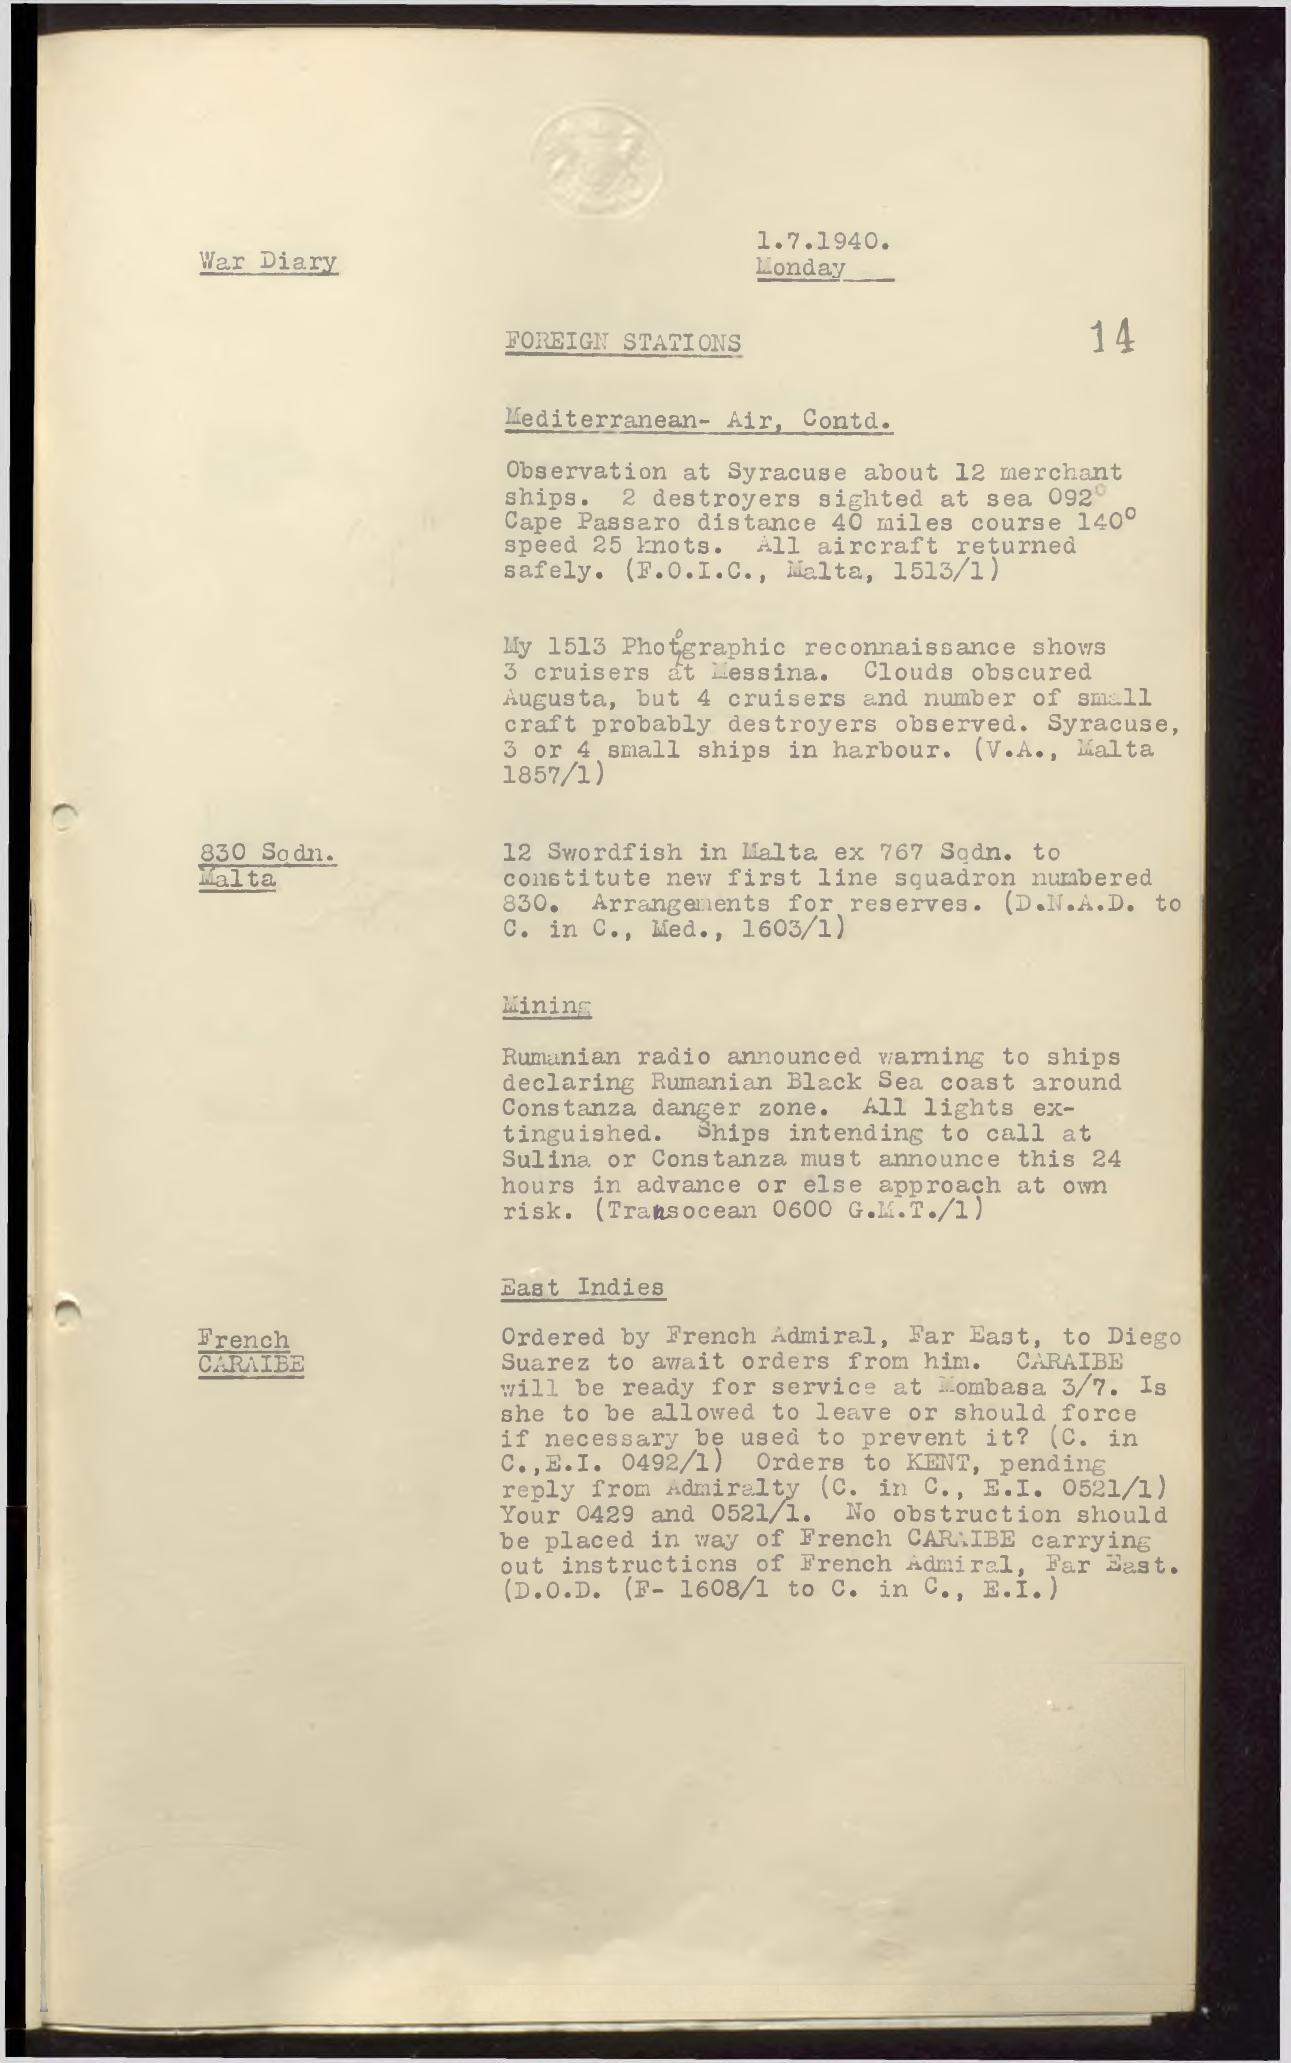 War Diary
1.7.1940.
Monday
FOREIGN STATIONS
14
Mediterranean- Air, Contd.
Observation at Syracuse about 12 merchant
ships. 2 destroyers sighted at sea 092°
Cape Passaro distance 40 miles course 140°
speed 25 knots. All aircraft returned
safely. (F.O.I.C., Malta, 1513/1)
My 1513 Photographic reconnaissance shows
3 cruisers at Messina. Clouds obscured
Augusta, but 4 cruisers and number of small
craft probably destroyers observed. Syracuse,
3 or 4 small ships in harbour. (V.A., Malta
1857/1)
830 Sqdn.
Malta
12 Swordfish in Malta ex 767 Sqdn. to
constitute new first line squadron numbered
830. Arrangements for reserves. (D.N.A.D. to
C. in C., Med., 1603/1)
Mining
Rumanian radio announced warning to ships
declaring Rumanian Black Sea coast around
Constanza danger zone. All lights ex-
tinguished. Ships intending to call at
Sulina or Constanza must announce this 24
hours in advance or else approach at own
risk. (Transocean 0600 G.M.T./1)
East Indies
French
CARAIBE
Ordered by French Admiral, Far East, to Diego
Suarez to await orders from him. CARAIBE
will be ready for service at Mombasa 3/7. Is
she to be allowed to leave or should force
if necessary be used to prevent it? (C. in
C.,E.I. 0492/1) Orders to KENT, pending
reply from Admiralty (C. in C., E.I. 0521/1)
Your 0429 and 0521/1. No obstruction should
be placed in way of French CARAIBE carrying
out instructions of French Admiral, Far East.
(D.O.D. (F- 1608/1 to C. in C., E.I.)